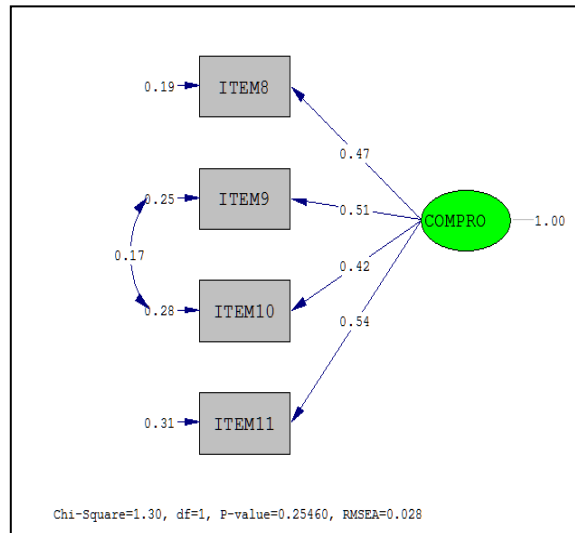 0.19
ITEM8
0.47
0.25
ITEM9
0.51
COMPRO
1.00
0.17
0.42
0.28
ITEM10
0.54
0.31
ITEM11
Chi-Square=1.30, df=1, P-value=0.25460, RMSEA=0.028